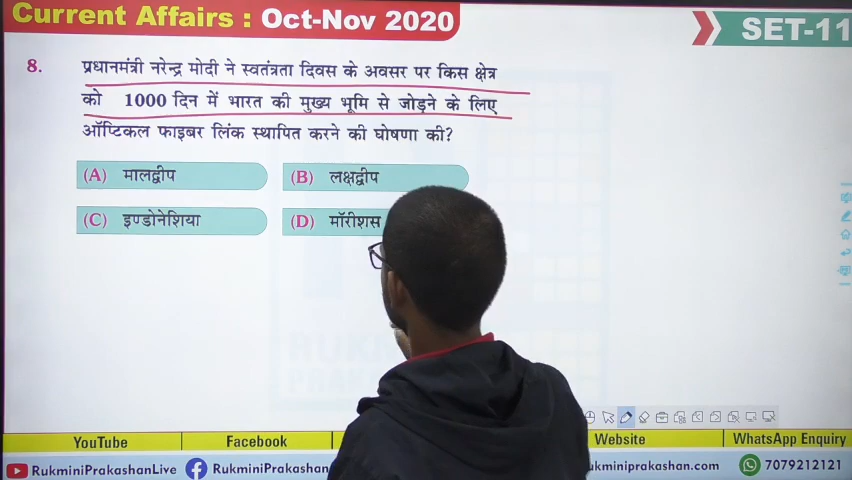 Current Affairs : Oct-Nov 2020
SET-11
8. प्रधानमंत्री नरेन्द्र मोदी ने स्वतंत्रता दिवस के अवसर पर किस क्षेत्र
को 1000 दिन में भारत की मुख्य भूमि से जोड़ने के लिए
ऑप्टिकल फाइबर लिंक स्थापित करने की घोषणा की?
(A) मालद्वीप
(B) लक्षद्वीप
(C) इण्डोनेशिया
(D) मॉरीशस
YouTube
Facebook
Website
WhatsApp Enquiry
RukminiPrakashanLive
RukminiPrakashan
ukminiprakashan.com
7079212121